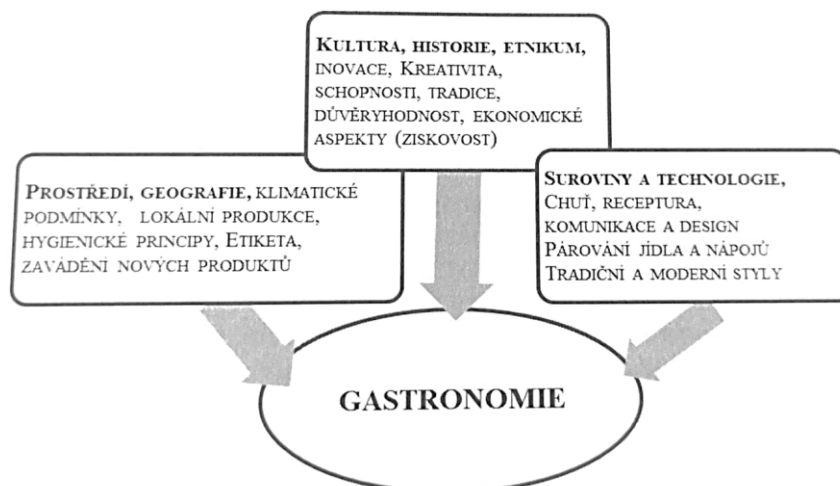 KULTURA, HISTORIE, ETNIKUM,
INOVACE, KREATIVITA,
SCHOPNOSTI, TRADICE,
DŮVĚRYHODNOST, EKONOMICKÉ
ASPEKTY (ZISKOVOST)
PROSTŘEDÍ, GEOGRAFIE, KLIMATICKÉ
PODMÍNKY, LOKÁLNÍ PRODUKCE,
HYGIENICKÉ PRINCIPY, ETIKETA,
ZAVÁDĚNÍ NOVÝCH PRODUKTŮ
SUROVINY A TECHNOLOGIE,
CHUŤ, RECEPTURA,
KOMUNIKACE A DESIGN
PÁROVÁNÍ JÍDLA A NÁPOJŮ
TRADIČNÍ A MODERNÍ STYLY
GASTRONOMIE